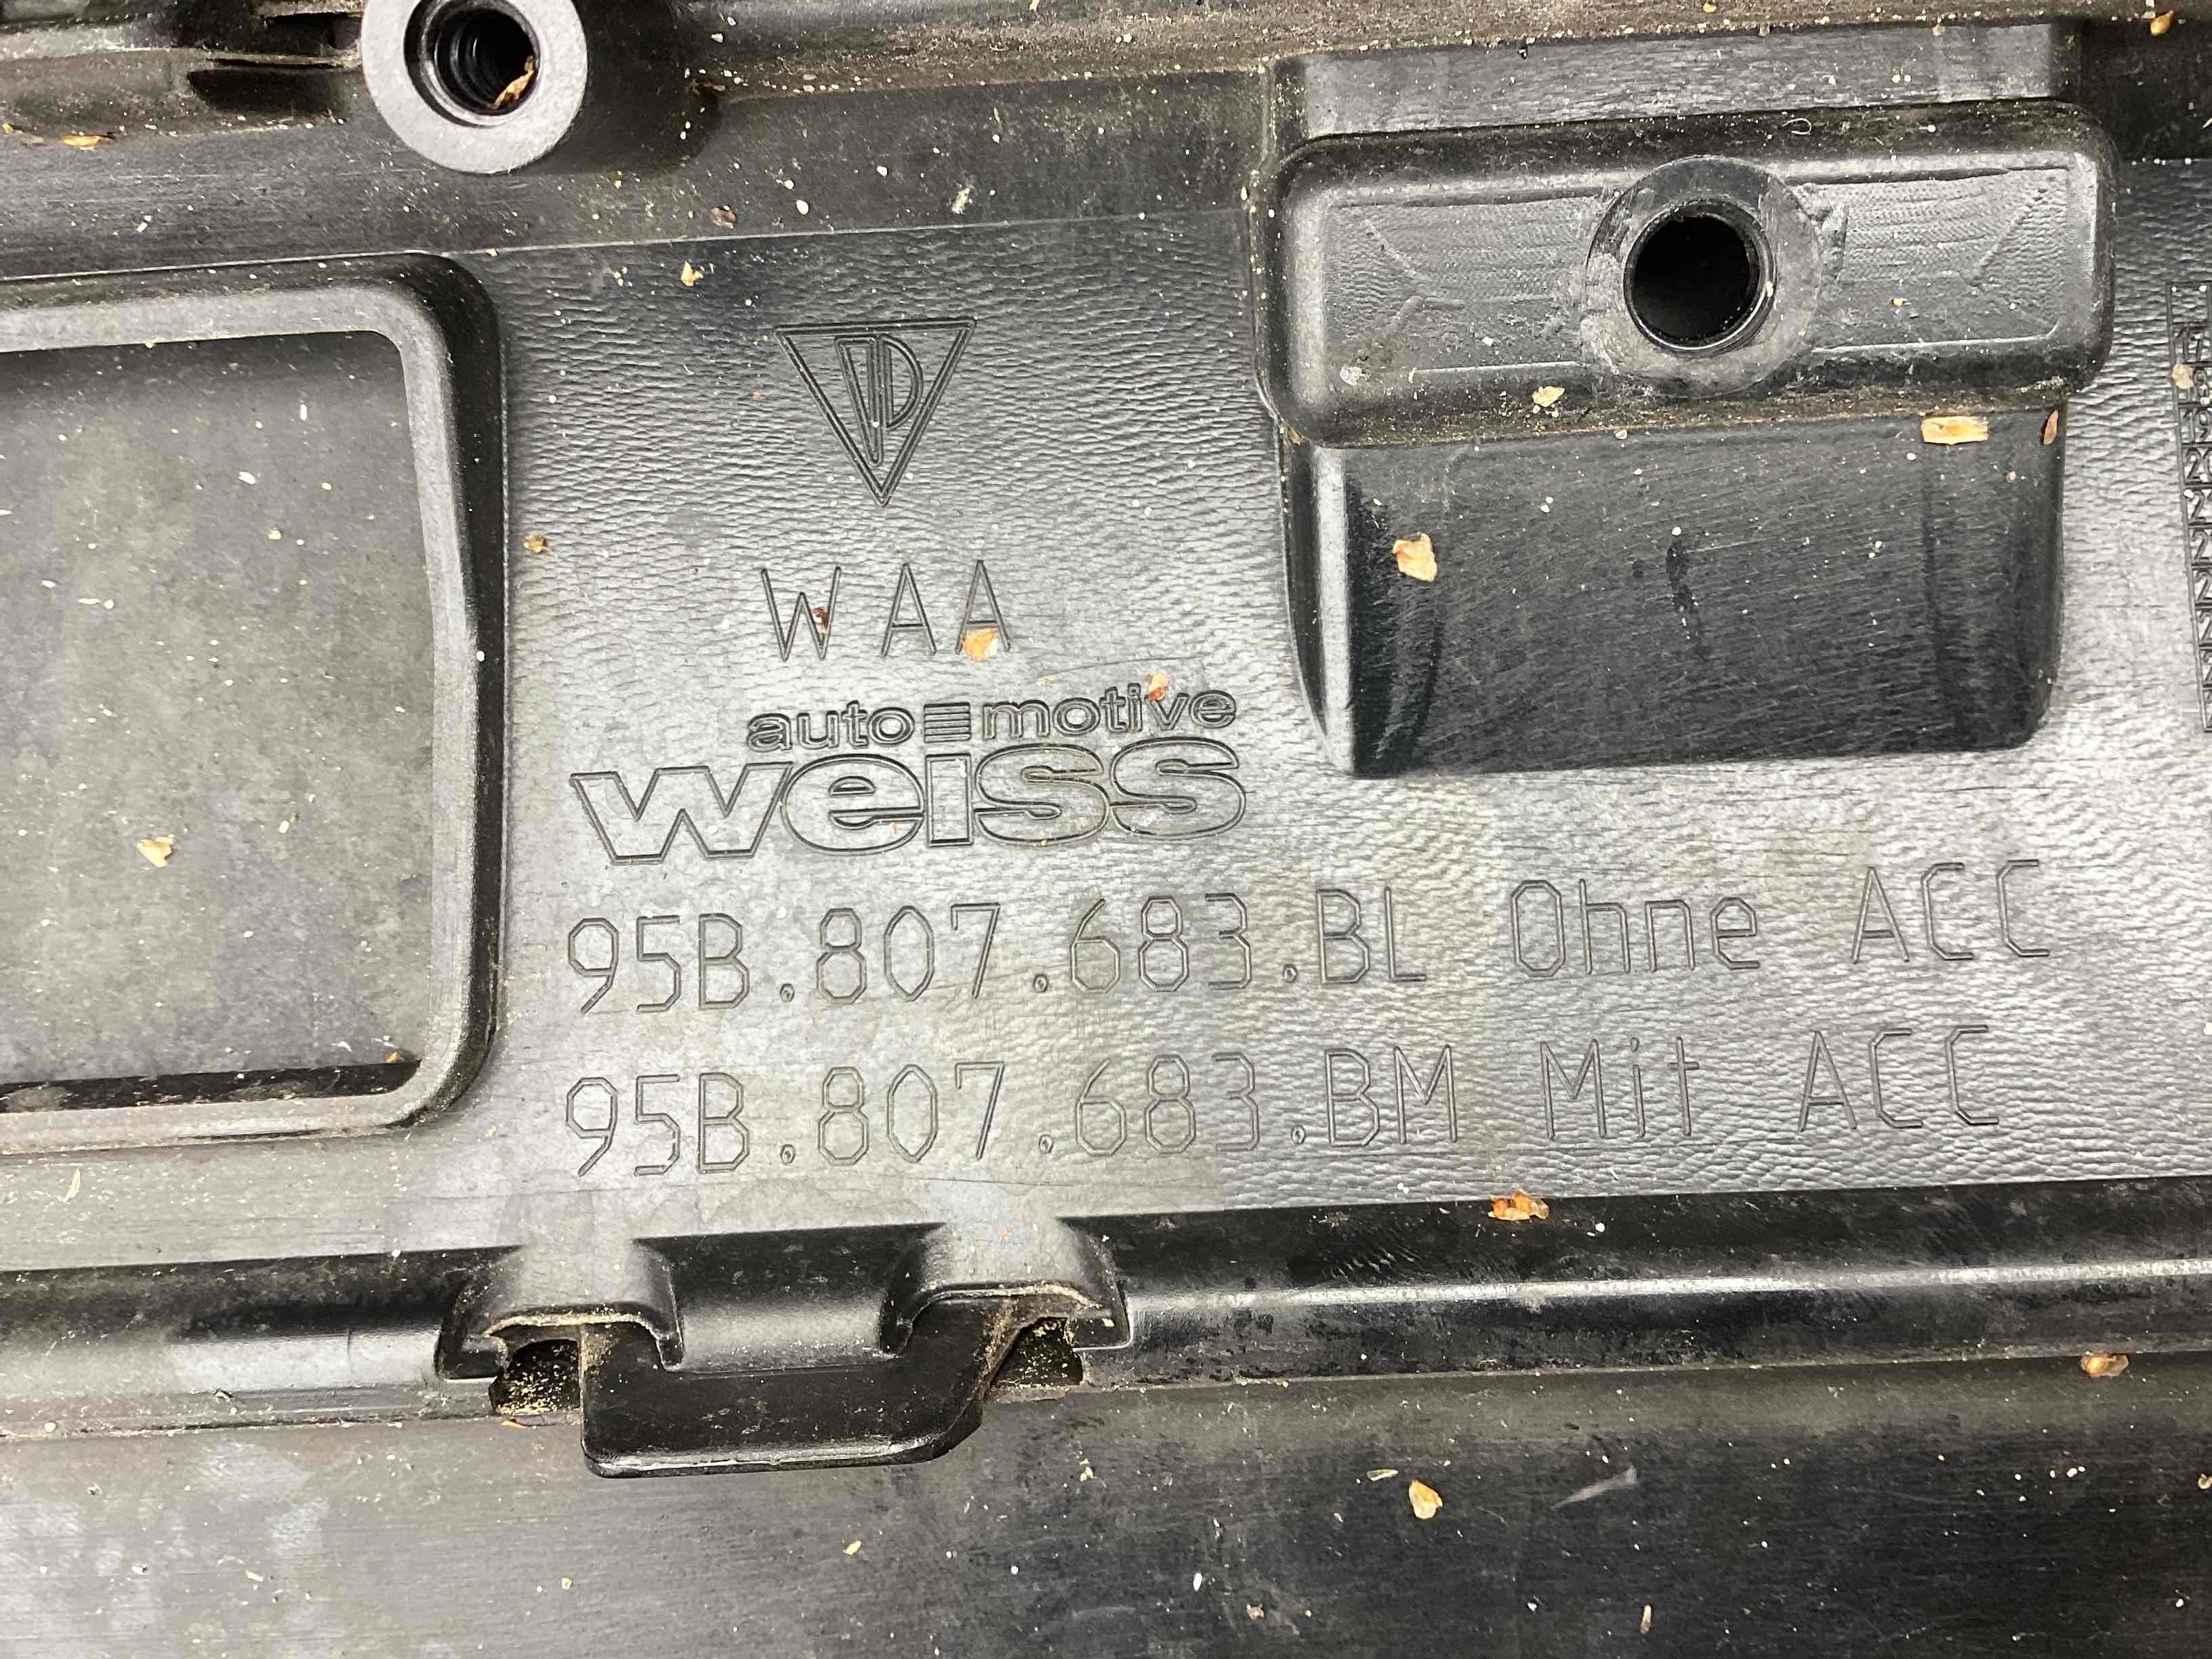 WAA
auto motive
weiss
95B.807.683.BL Ohne ACC
95B.807.683.BM Mit ACC